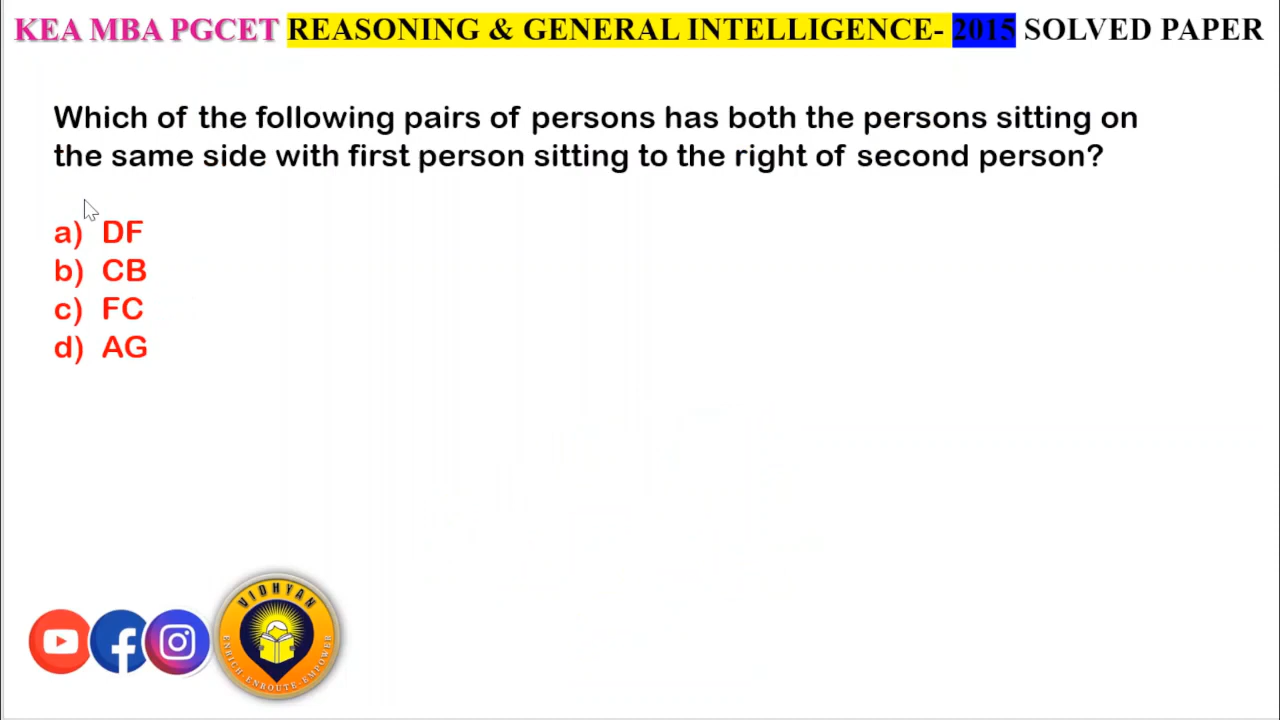 KEA MBA PGCET REASONING & GENERAL INTELLIGENCE- 2015 SOLVED PAPER
Which of the following pairs of persons has both the persons sitting on
the same side with first person sitting to the right of second person?
a) DF
b) CB
c) FC
d) AG
VIDHYAN
ENRICH-ENROUTE-EMPOWER